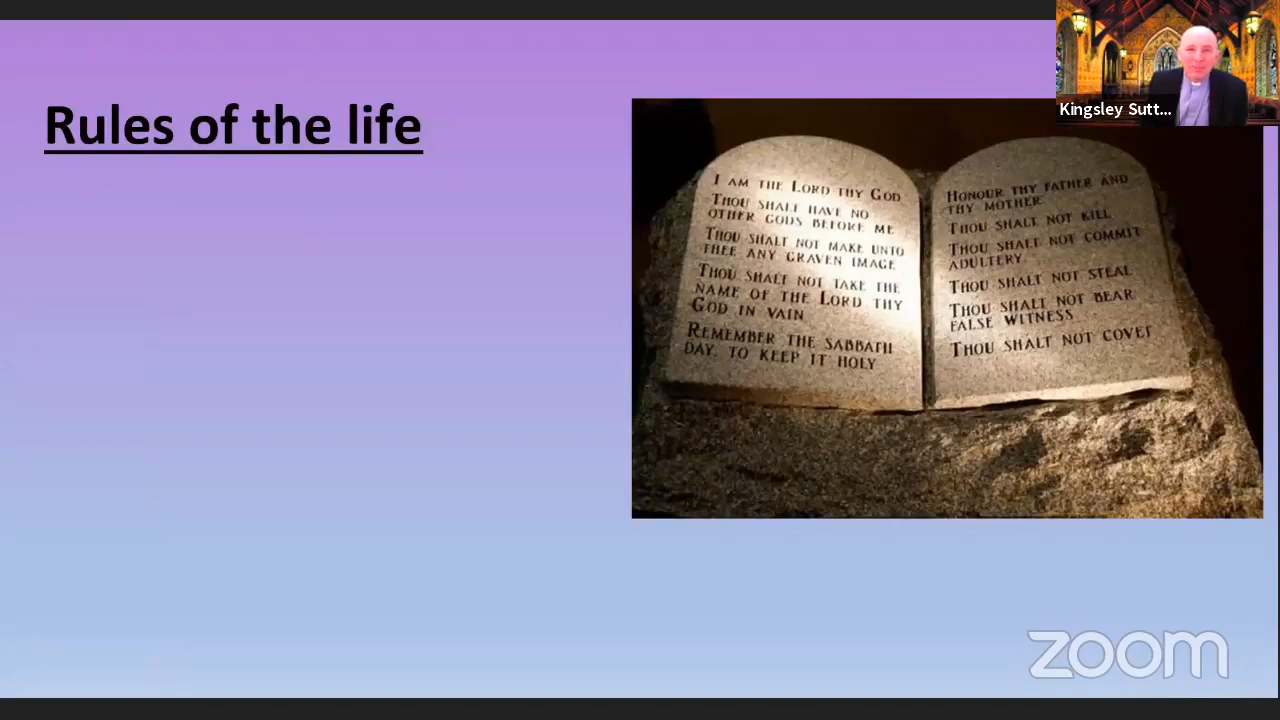 Rules of the life
I AM THE LORD THY GOD
THOU SHALT HAVE NO
OTHER GODS BEFORE ME
THOU SHALT NOT MAKE UNTO
THEE ANY GRAVEN IMAGE
THOU SHALT NOT TAKE THE
NAME OF THE LORD THY
GOD IN VAIN
REMEMBER THE SABBATH
DAY, TO KEEP IT HOLY
HONOUR THY FATHER AND
THY MOTHER
THOU SHALT NOT KILL
THOU SHALT NOT COMMIT
ADULTERY
THOU SHALT NOT STEAL
THOU SHALT NOT BEAR
FALSE WITNESS
THOU SHALT NOT COVET
Kingsley Sutt...
zoom